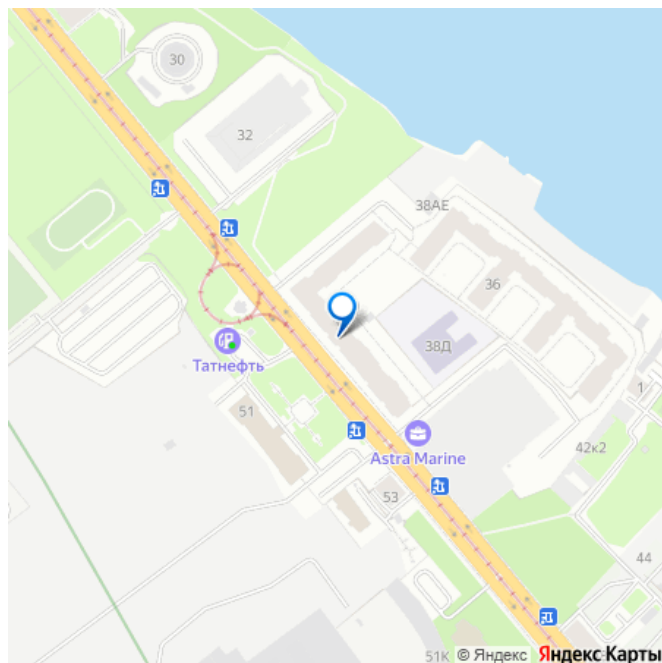 30
32
38АЕ
36
38Д
Татнефть
51
1
Astra Marine
42к2
53
44
51К
© Яндекс
Яндекс Карты